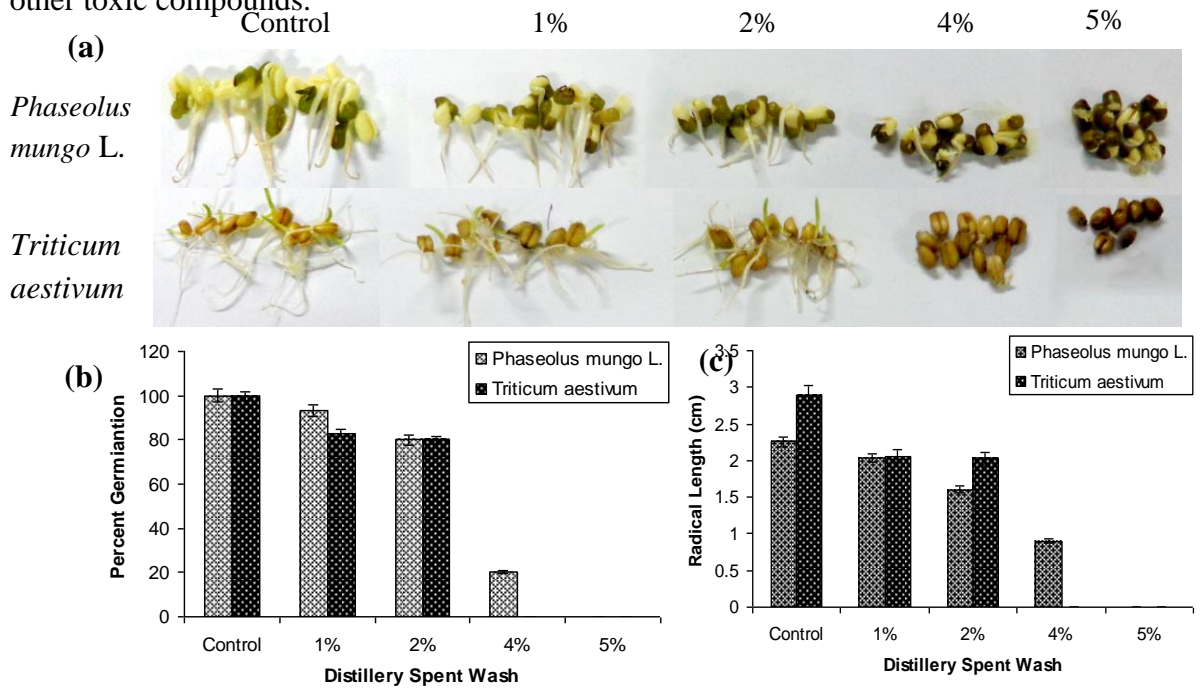 other toxic compounds.
Control 1% 2% 4% 5%
(a)
Phaseolus
mungo L.
Triticum
aestivum
(b)
120
100
80
60
40
20
0
Percent Germiantion
Phaseolus mungo L.
Triticum aestivum
Control 1% 2% 4% 5%
Distillery Spent Wash
(c)
3.5
3
2.5
2
1.5
1
0.5
0
Radical Length (cm)
Phaseolus mungo L.
Triticum aestivum
Control 1% 2% 4% 5%
Distillery Spent Wash